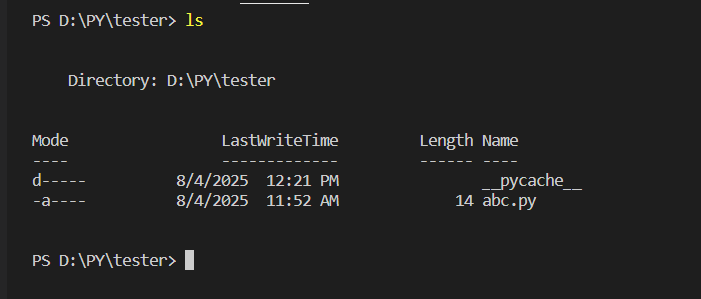 PS D:\PY\tester> ls
Directory: D:\PY\tester
Mode LastWriteTime Length Name
---- ------------- ------ ----
d----- 8/4/2025 12:21 PM __pycache__
-a---- 8/4/2025 11:52 AM 14 abc.py
PS D:\PY\tester>